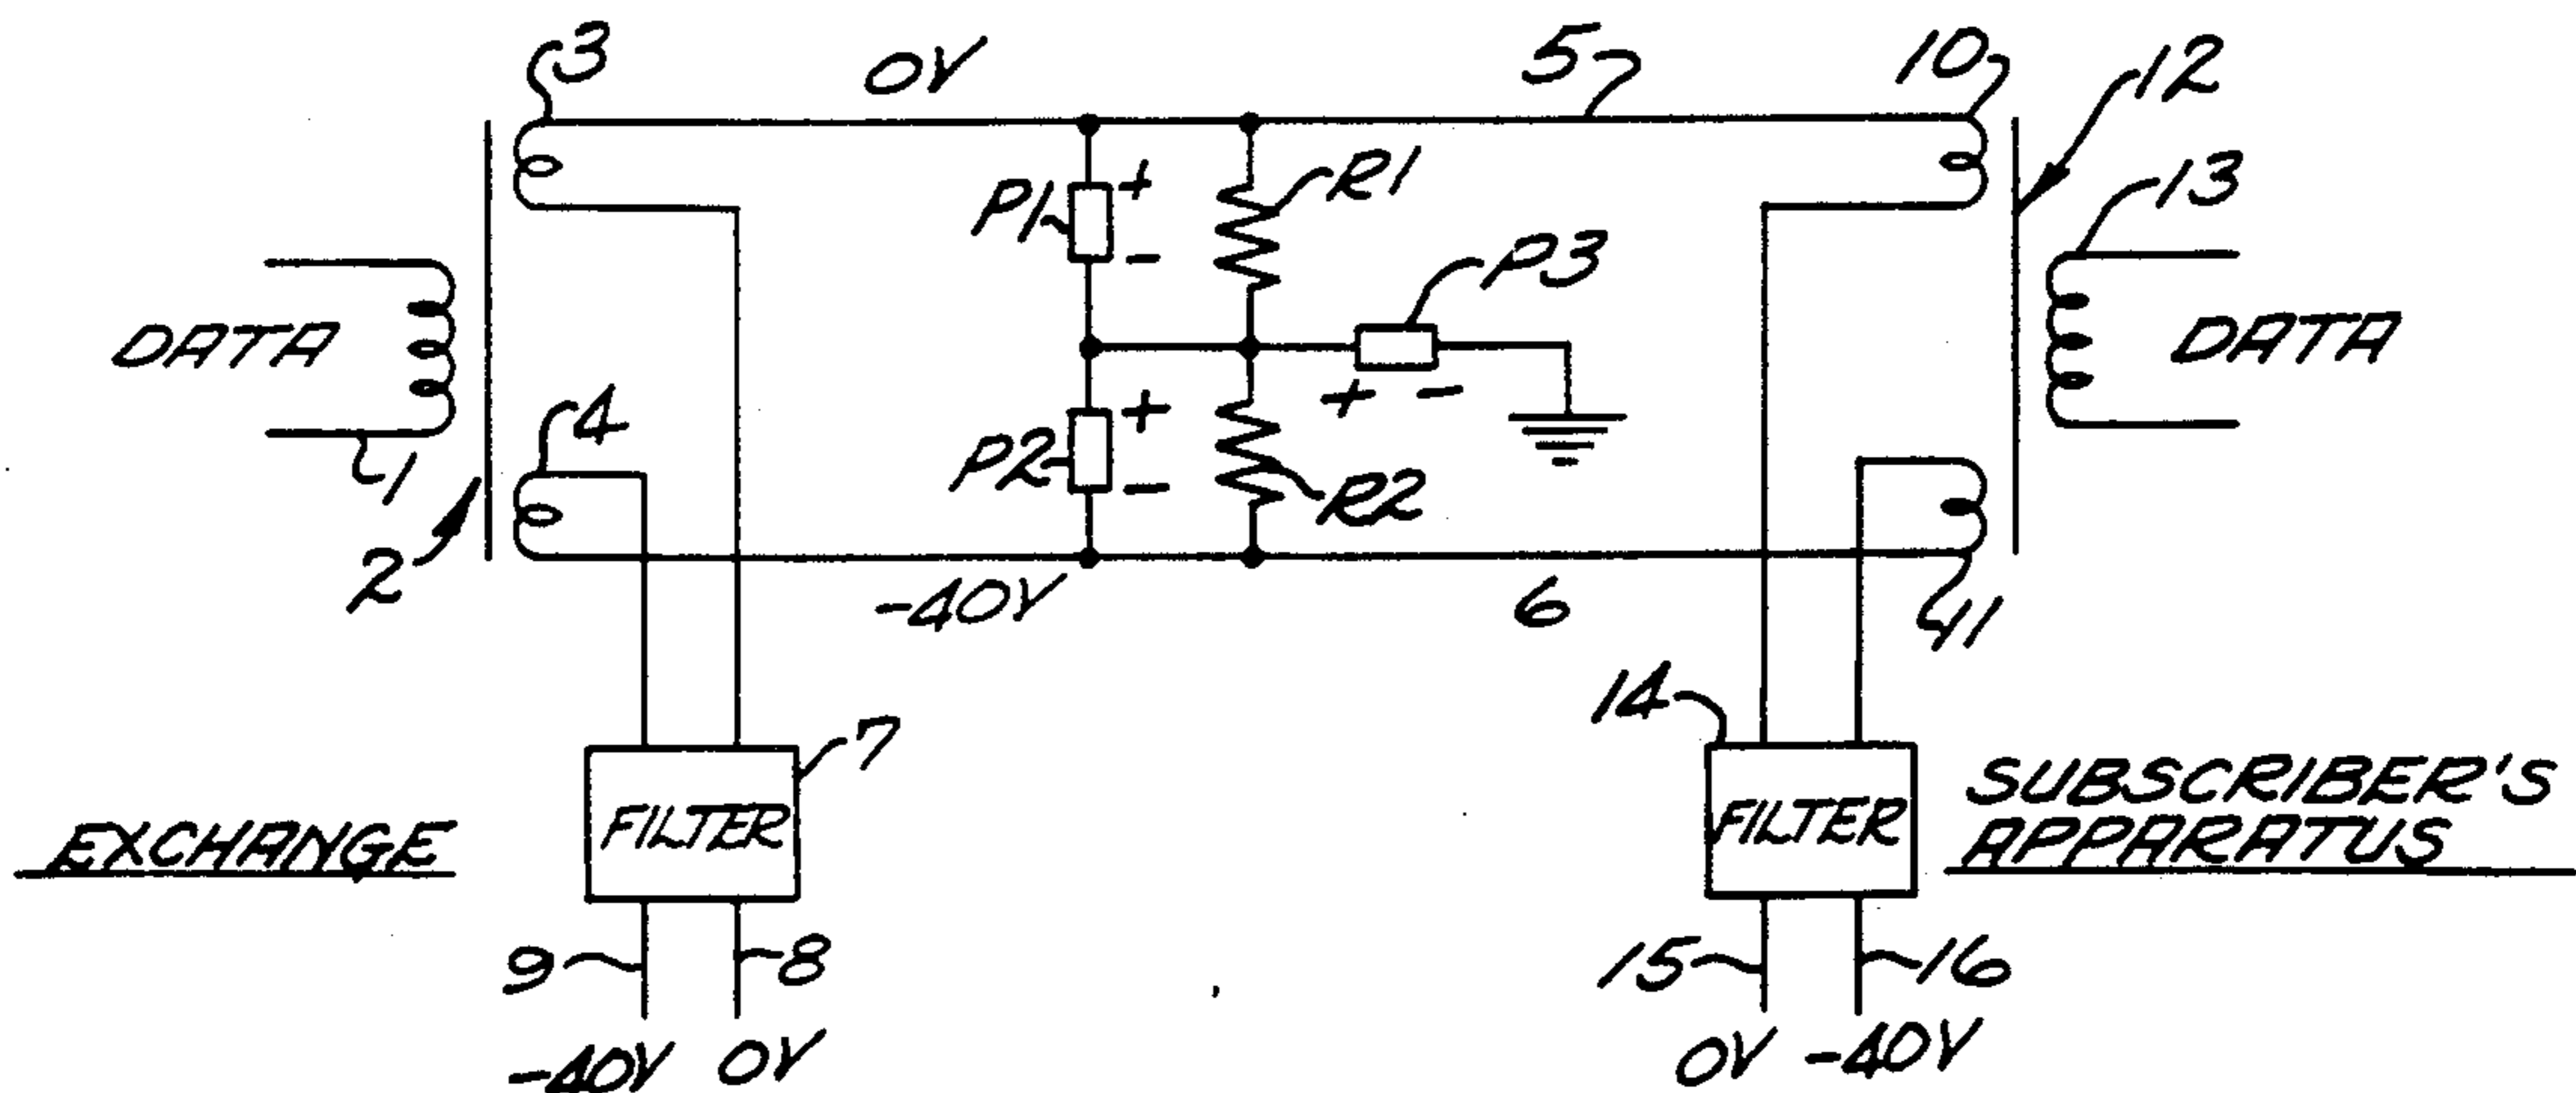 3
0V
5
10
12
P1
+
-
R1
13
P3
DATA
1
4
2
P2
+
-
+ -
R2
DATA
-40V
6
41
7
14
EXCHANGE
FILTER
FILTER
SUBSCRIBER'S
APPARATUS
9
8
15
16
-40V
0V
0V
-40V